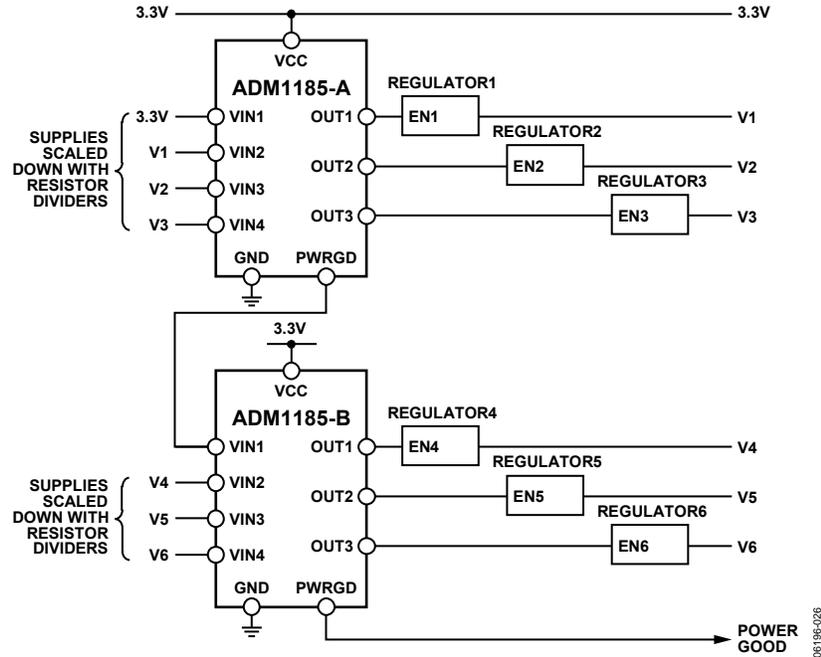 3.3V 3.3V
VCC
ADM1185-A
REGULATOR1
3.3V VIN1 OUT1 EN1 V1
SUPPLIES
SCALED
DOWN WITH
RESISTOR
DIVIDERS
REGULATOR2
V1 VIN2
OUT2 EN2 V2
V2 VIN3
REGULATOR3
V3 VIN4 OUT3 EN3 V3
GND PWRGD
3.3V
VCC
ADM1185-B
REGULATOR4
VIN1 OUT1 EN4 V4
SUPPLIES
SCALED
DOWN WITH
RESISTOR
DIVIDERS
REGULATOR5
V4 VIN2
OUT2 EN5 V5
V5 VIN3
REGULATOR6
V6 VIN4 OUT3 EN6 V6
GND PWRGD
POWER
GOOD
06196-026